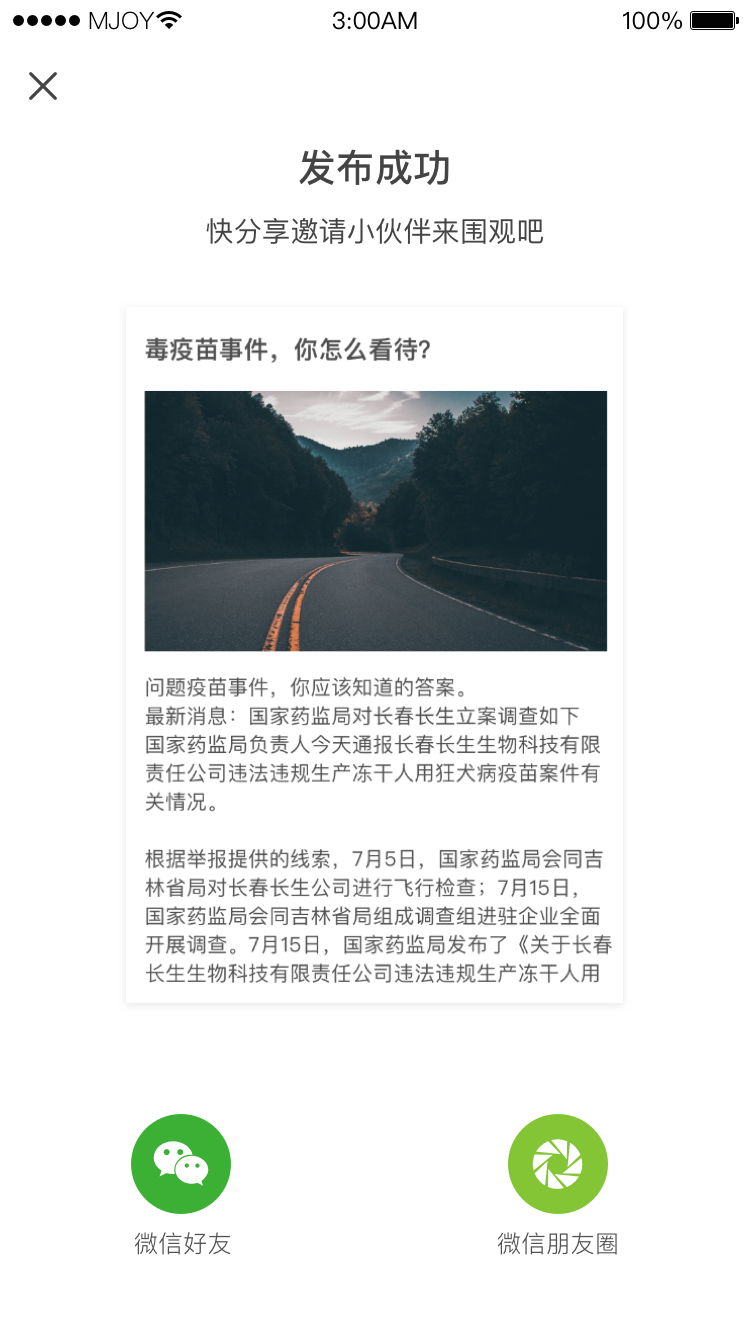 MJOY 3:00AM 100%
发布成功
快分享邀请小伙伴来围观吧
毒疫苗事件，你怎么看待？
问题疫苗事件，你应该知道的答案。
最新消息：国家药监局对长春长生立案调查如下
国家药监局负责人今天通报长春长生生物科技有限
责任公司违法违规生产冻干人用狂犬病疫苗案件有
关情况。
根据举报提供的线索，7月5日，国家药监局会同吉
林省局对长春长生公司进行飞行检查；7月15日，
国家药监局会同吉林省局组成调查组进驻企业全面
开展调查。7月15日，国家药监局发布了《关于长春
长生生物科技有限责任公司违法违规生产冻干人用
微信好友 微信朋友圈